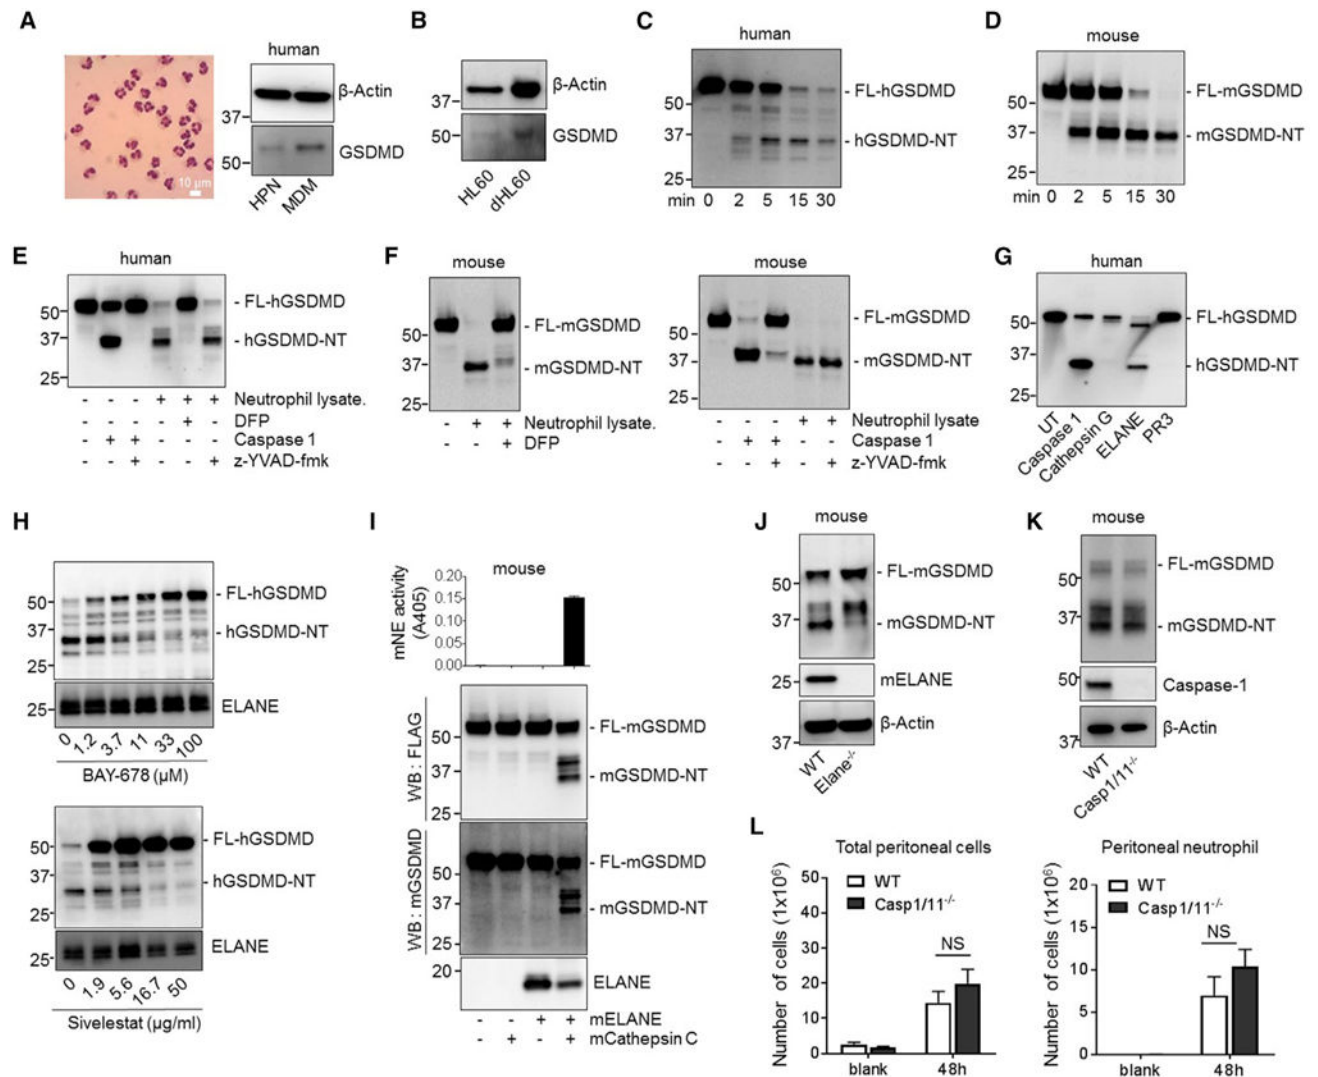 A
10 μm
human
β-Actin
37
GSDMD
50
HPN
MDM
B
β-Actin
37
50
GSDMD
HL60
dHL60
C
human
FL-hGSDMD
50
37
hGSDMD-NT
25
min 0 2 5 15 30
D
mouse
FL-mGSDMD
50
37
mGSDMD-NT
25
min 0 2 5 15 30
E
human
FL-hGSDMD
50
37
hGSDMD-NT
25
- - - + + + Neutrophil lysate.
- - - - + - DFP
- + + - - - Caspase 1
- - + - - + z-YVAD-fmk
F
mouse
FL-mGSDMD
50
37
mGSDMD-NT
25
- + + Neutrophil lysate.
- - + DFP
mouse
FL-mGSDMD
50
37
mGSDMD-NT
25
- - - + + Neutrophil lysate
- + + - - Caspase 1
- - + - + z-YVAD-fmk
G
human
50
FL-hGSDMD
37
hGSDMD-NT
25
UT
Caspase 1
Cathepsin G
ELANE
PR3
H
50
FL-hGSDMD
37
hGSDMD-NT
25
25
ELANE
0 1.2 3.7 11 33 100
BAY-678 (μM)
50
FL-hGSDMD
37
hGSDMD-NT
25
25
ELANE
0 1.9 5.6 16.7 50
Sivelestat (μg/ml)
I
mouse
mNE activity
(A405)
0.20
0.15
0.10
0.05
0.00
WB : FLAG
FL-mGSDMD
50
37
mGSDMD-NT
25
WB : mGSDMD
FL-mGSDMD
50
37
mGSDMD-NT
25
20
ELANE
- - + + mELANE
- + - + mCathepsin C
J
mouse
FL-mGSDMD
50
37
mGSDMD-NT
25
mELANE
β-Actin
37
WT
Elane-/-
K
mouse
FL-mGSDMD
50
37
mGSDMD-NT
50
Caspase-1
β-Actin
37
WT
Casp1/11-/-
L
Total peritoneal cells
Number of cells (1x10⁶)
50
40
30
20
10
0
WT
Casp1/11-/-
NS
blank 48h
Peritoneal neutrophil
Number of cells (1x10⁶)
20
15
10
5
0
WT
Casp1/11-/-
NS
blank 48h